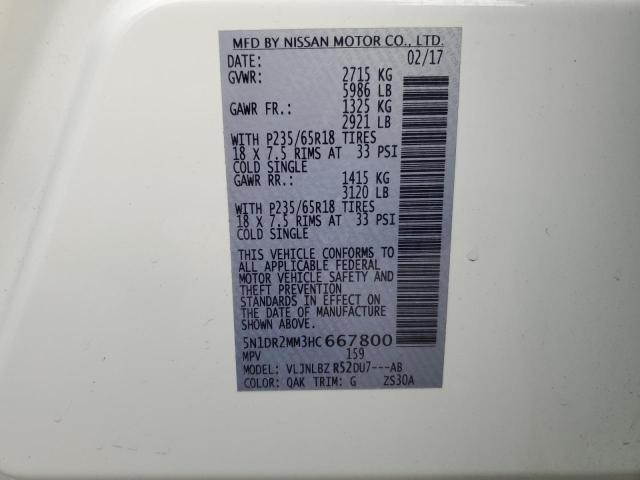 MFD BY NISSAN MOTOR CO., LTD.
DATE: 02/17
GVWR: 2715 KG
5986 LB
GAWR FR.: 1325 KG
2921 LB
WITH P235/65R18 TIRES
18 X 7.5 RIMS AT 33 PSI
COLD SINGLE
GAWR RR.: 1415 KG
3120 LB
WITH P235/65R18 TIRES
18 X 7.5 RIMS AT 33 PSI
COLD SINGLE
THIS VEHICLE CONFORMS TO
ALL APPLICABLE FEDERAL
MOTOR VEHICLE SAFETY AND
THEFT PREVENTION
STANDARDS IN EFFECT ON
THE DATE OF MANUFACTURE
SHOWN ABOVE.
5N1DR2MM3HC667800
MPV 159
MODEL: VLJNLBZ R52DU7---AB
COLOR: QAK TRIM: G ZS30A